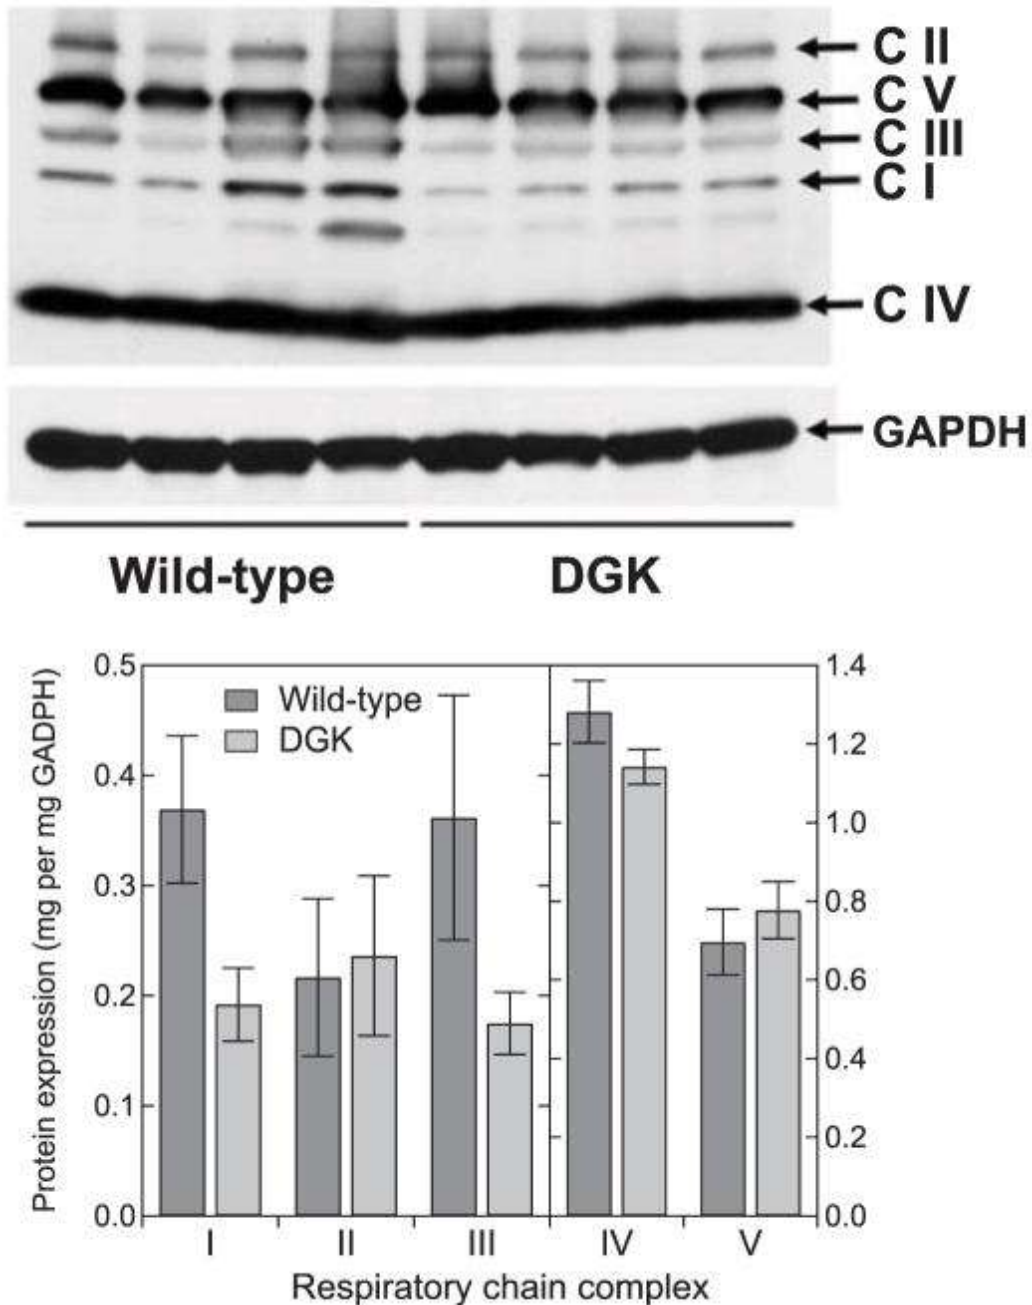 C II
C V
C III
C I
C IV
GAPDH
Wild-type DGK
Protein expression (mg per mg GADPH)
0.5
0.4
0.3
0.2
0.1
0.0
Wild-type
DGK
1.4
1.2
1.0
0.8
0.6
0.4
0.2
0.0
I II III IV V
Respiratory chain complex